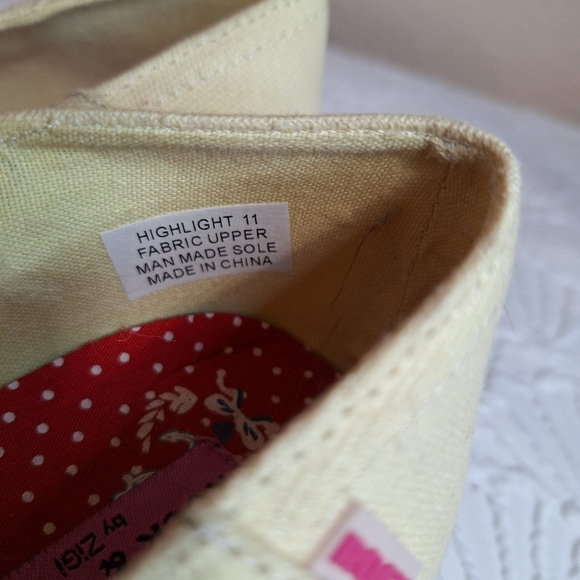 HIGHLIGHT 11
FABRIC UPPER
MAN MADE SOLE
MADE IN CHINA
&
by ZiGi